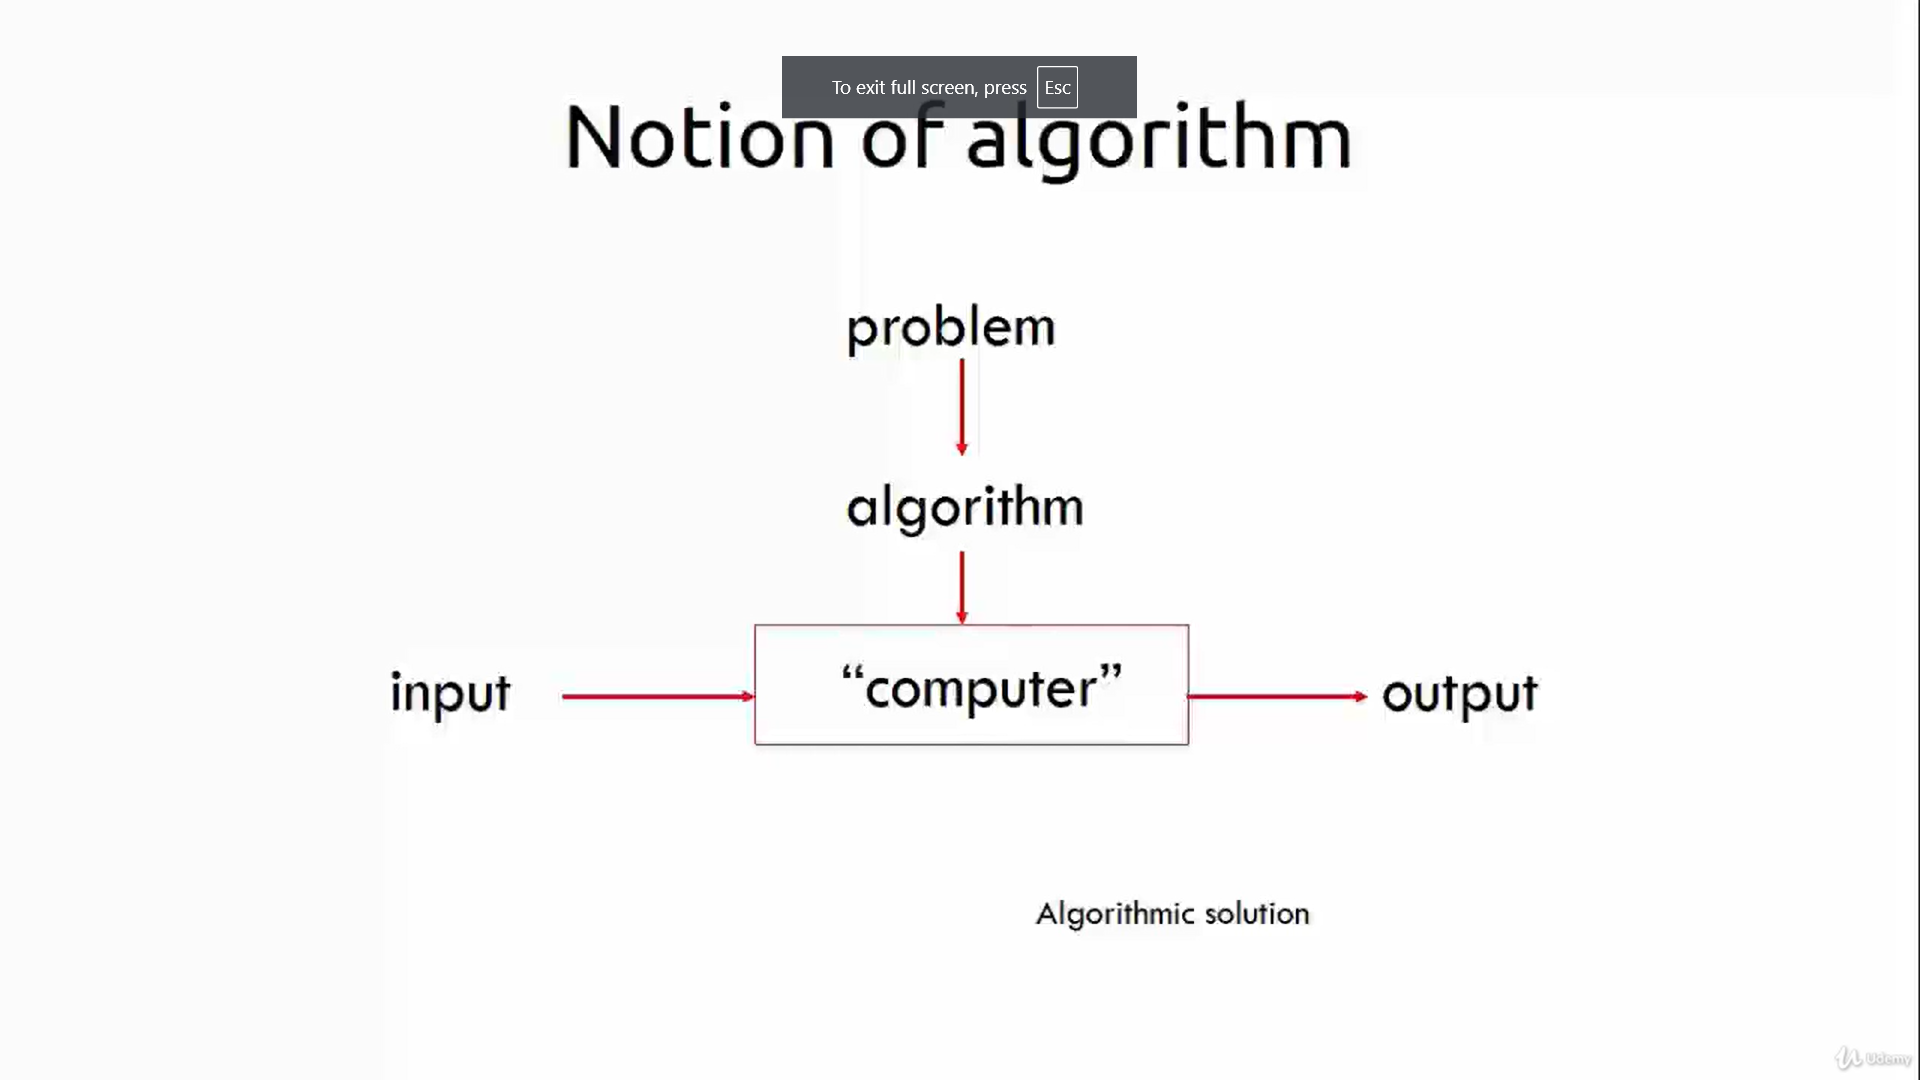 To exit full screen, press Esc
Notion of algorithm
problem
algorithm
input
“computer”
output
Algorithmic solution
Udemy